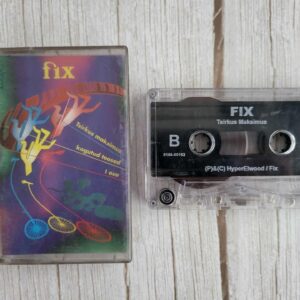 fix
Tsirkus maksimus
kogutud teosed
I osa
FIX
Tsirkus Maksimus
B
(P)&(C) HyperElwood / Fix